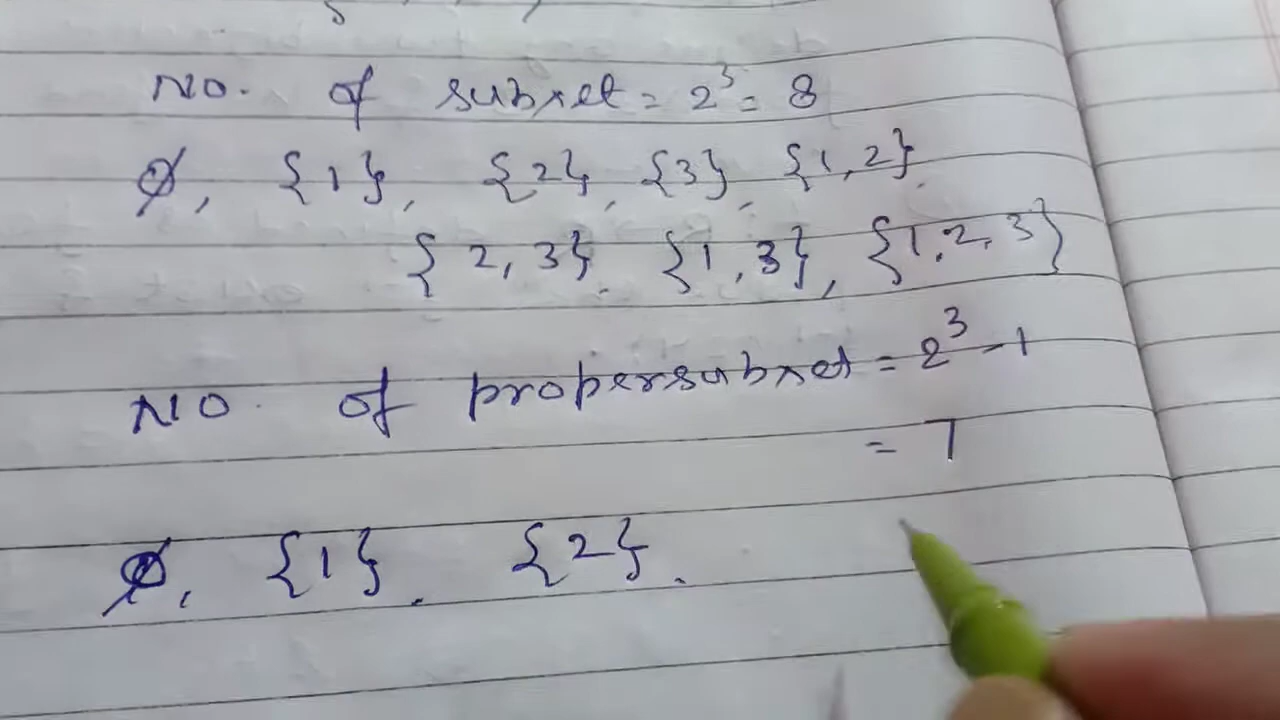 NO. of subset = 2³ = 8
∅, {1}, {2}, {3}, {1,2}.
{2, 3}. {1,3}, {1,2,3}
NO. of propersubset = 2³ - 1
= 7
∅, {1}. {2}.